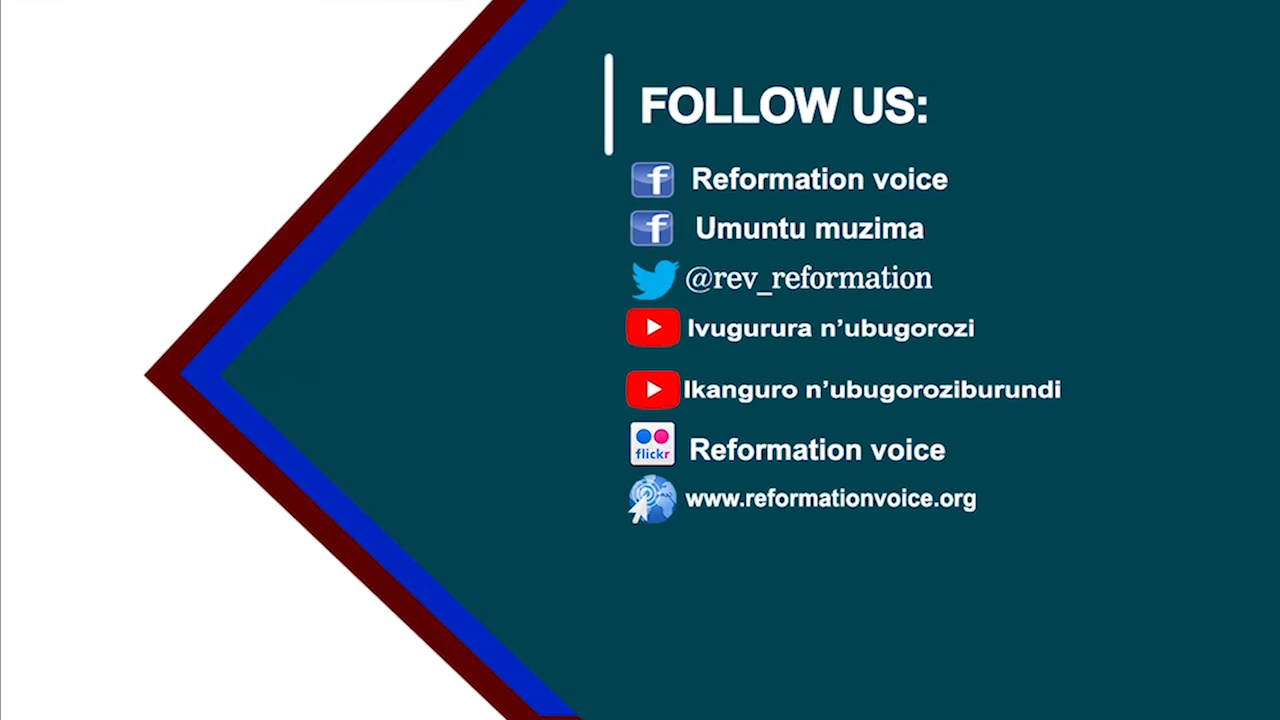 FOLLOW US:
f Reformation voice
f Umuntu muzima
@rev_reformation
Ivugurura n’ubugorozi
Ikanguro n’ubugoroziburundi
flickr Reformation voice
www.reformationvoice.org